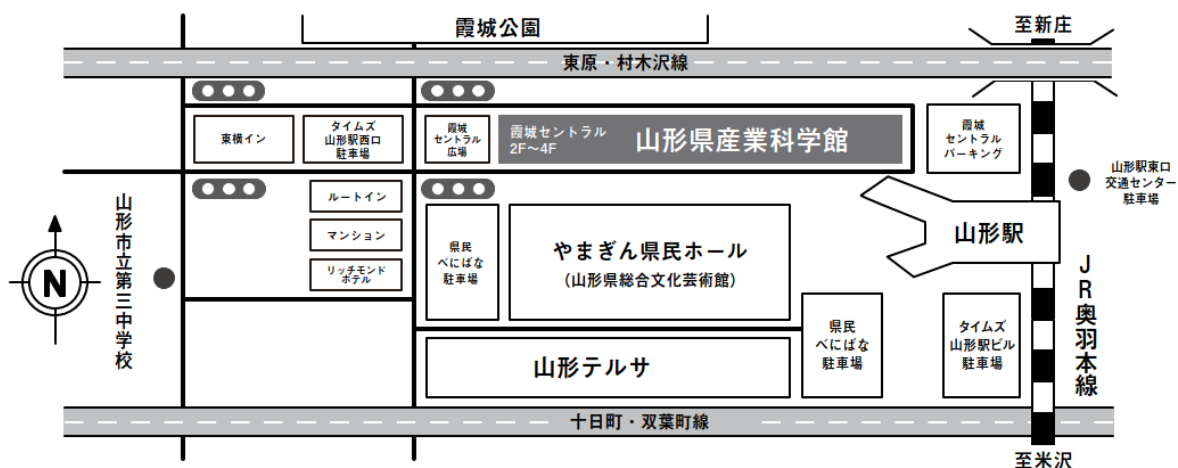 霞城公園
至新庄
東原・村木沢線
東横イン
タイムズ
山形駅西口
駐車場
霞城
セントラル
広場
霞城セントラル
2F〜4F
山形県産業科学館
霞城
セントラル
パーキング
山形駅東口
交通センター
駐車場
ルートイン
マンション
リッチモンド
ホテル
県民
べにばな
駐車場
やまぎん県民ホール
(山形県総合文化芸術館)
山形駅
山形市立第三中学校
N
JR奥羽本線
県民
べにばな
駐車場
タイムズ
山形駅ビル
駐車場
山形テルサ
十日町・双葉町線
至米沢